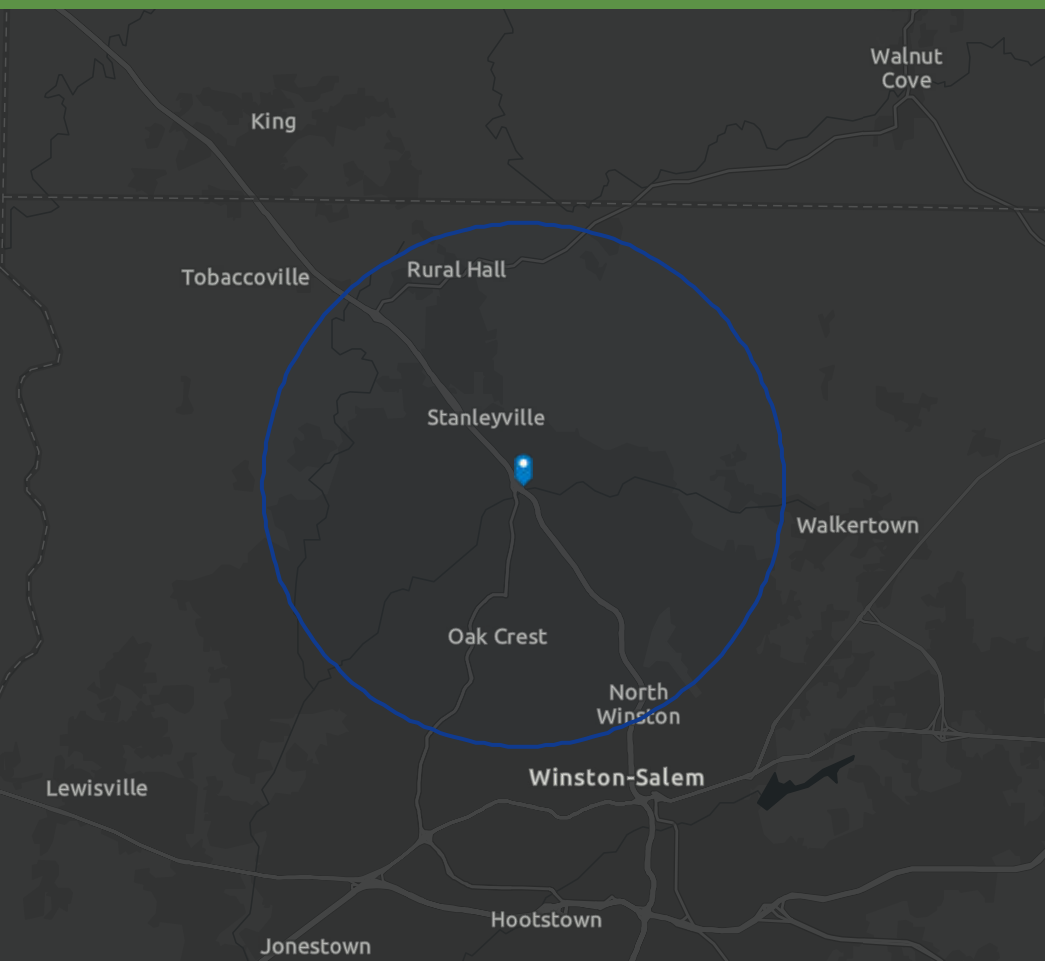 Walnut
Cove
King
Rural Hall
Tobaccoville
Stanleyville
Walkertown
Oak Crest
North
Winston
Winston-Salem
Lewisville
Hootstown
Jonestown